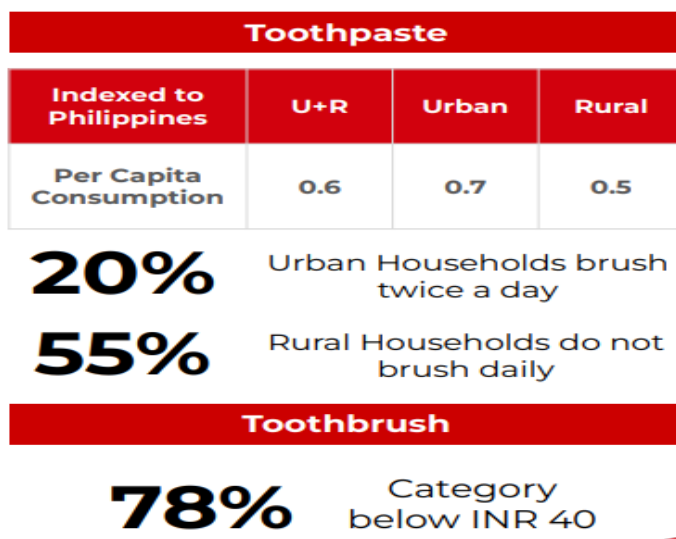 Toothpaste
Indexed to Philippines U+R Urban Rural
Per Capita Consumption 0.6 0.7 0.5
20% Urban Households brush twice a day
55% Rural Households do not brush daily
Toothbrush
78% Category below INR 40